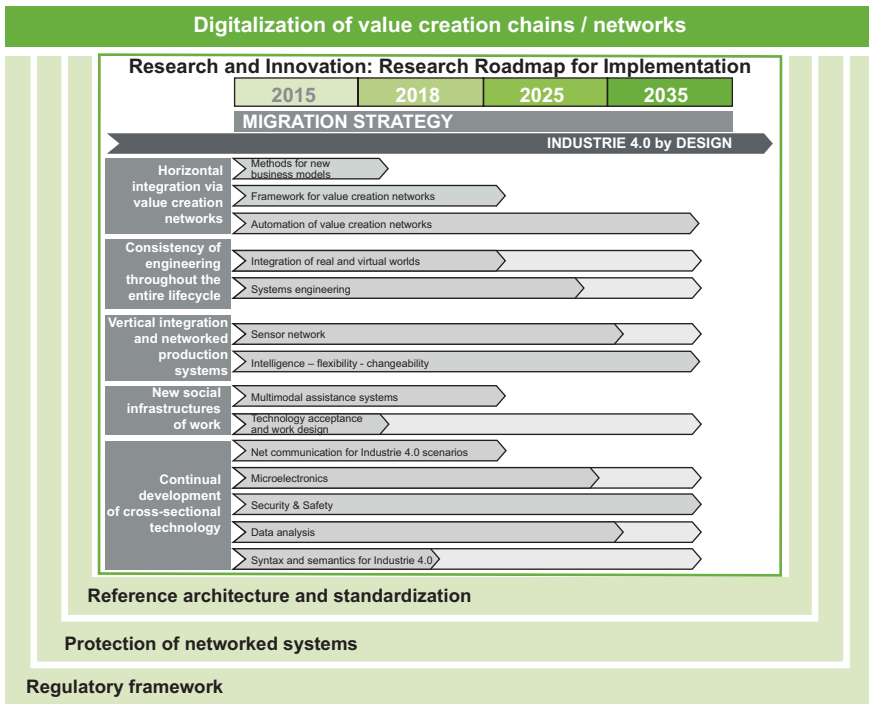 Digitalization of value creation chains / networks
Research and Innovation: Research Roadmap for Implementation
2015 2018 2025 2035
MIGRATION STRATEGY
INDUSTRIE 4.0 by DESIGN
Horizontal
integration via
value creation
networks
Methods for new
business models
Framework for value creation networks
Automation of value creation networks
Consistency of
engineering
throughout the
entire lifecycle
Integration of real and virtual worlds
Systems engineering
Vertical integration
and networked
production
systems
Sensor network
Intelligence – flexibility - changeability
New social
infrastructures
of work
Multimodal assistance systems
Technology acceptance
and work design
Continual
development
of cross-sectional
technology
Net communication for Industrie 4.0 scenarios
Microelectronics
Security & Safety
Data analysis
Syntax and semantics for Industrie 4.0
Reference architecture and standardization
Protection of networked systems
Regulatory framework